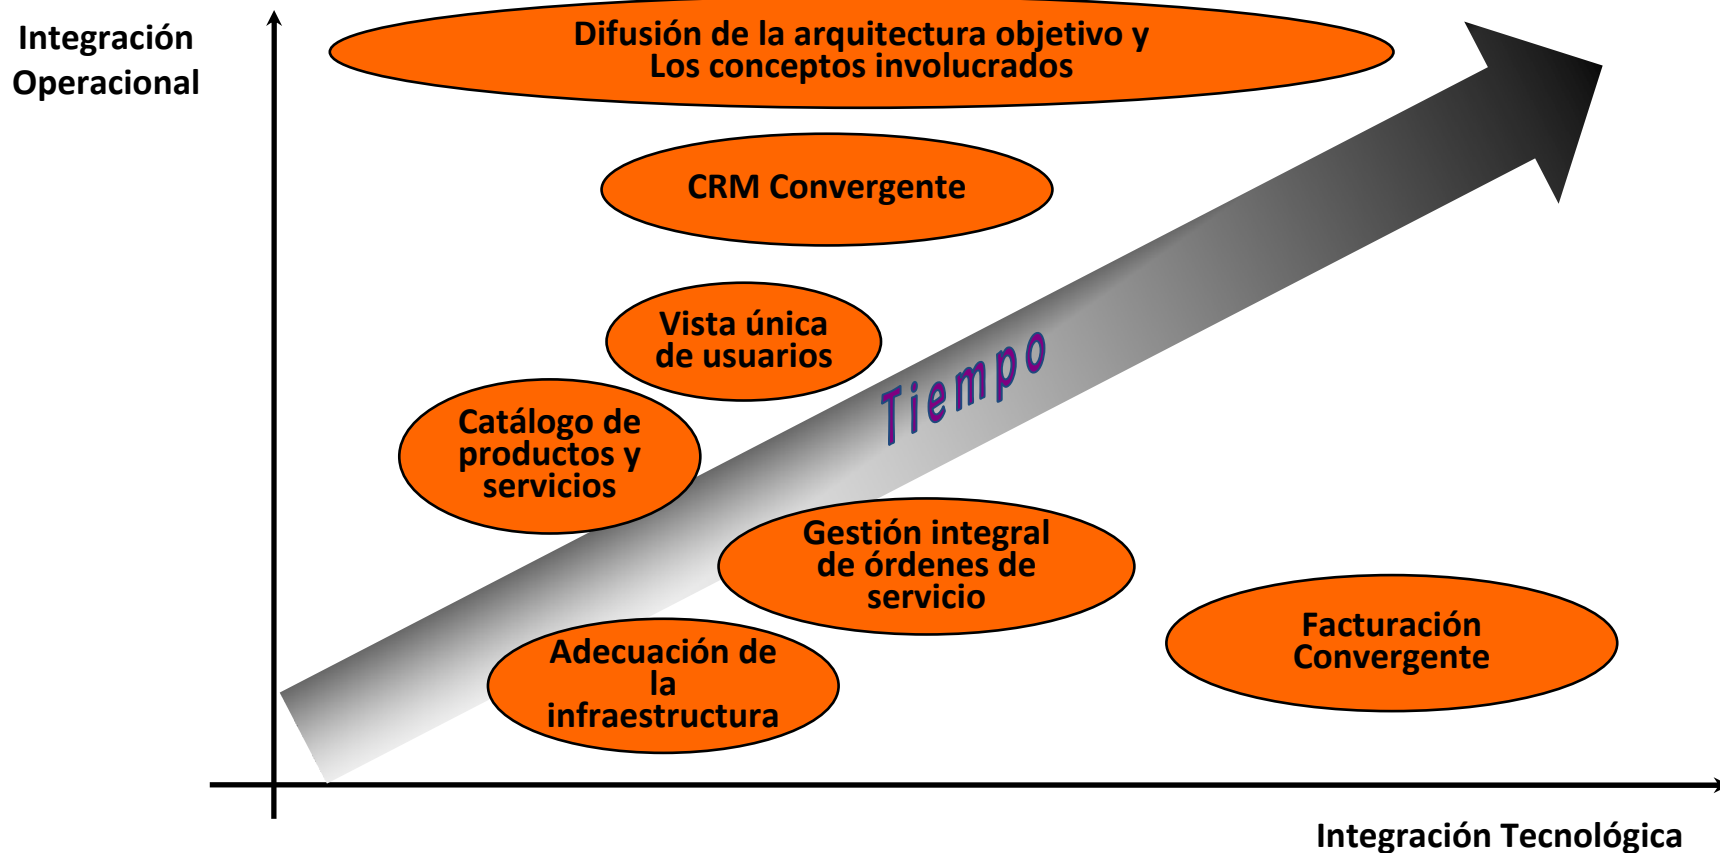 Integración
Operacional
Difusión de la arquitectura objetivo y
Los conceptos involucrados
CRM Convergente
Vista única
de usuarios
Tiempo
Catálogo de
productos y
servicios
Gestión integral
de órdenes de
servicio
Facturación
Convergente
Adecuación de
la
infraestructura
Integración Tecnológica